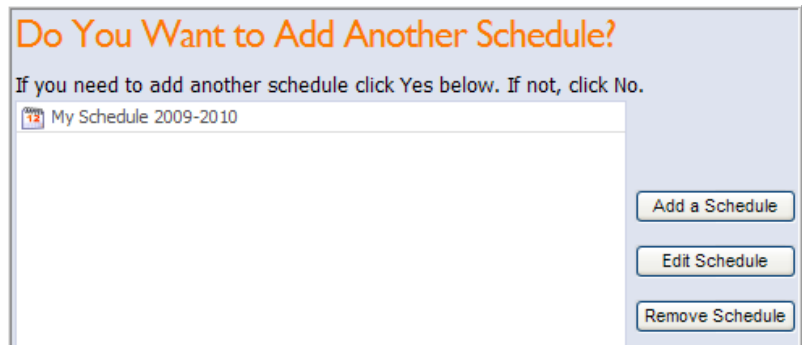 Do You Want to Add Another Schedule?
If you need to add another schedule click Yes below. If not, click No.
12 My Schedule 2009-2010
Add a Schedule
Edit Schedule
Remove Schedule